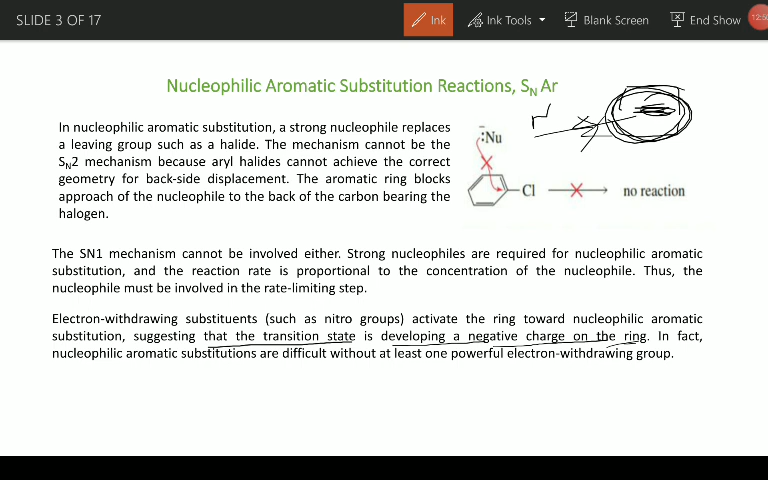 SLIDE 3 OF 17
Ink
Ink Tools
Blank Screen
End Show
Nucleophilic Aromatic Substitution Reactions, SN Ar
In nucleophilic aromatic substitution, a strong nucleophile replaces
a leaving group such as a halide. The mechanism cannot be the
SN2 mechanism because aryl halides cannot achieve the correct
geometry for back-side displacement. The aromatic ring blocks
approach of the nucleophile to the back of the carbon bearing the
halogen.
:Nu
Cl
no reaction
The SN1 mechanism cannot be involved either. Strong nucleophiles are required for nucleophilic aromatic
substitution, and the reaction rate is proportional to the concentration of the nucleophile. Thus, the
nucleophile must be involved in the rate-limiting step.
Electron-withdrawing substituents (such as nitro groups) activate the ring toward nucleophilic aromatic
substitution, suggesting that the transition state is developing a negative charge on the ring. In fact,
nucleophilic aromatic substitutions are difficult without at least one powerful electron-withdrawing group.